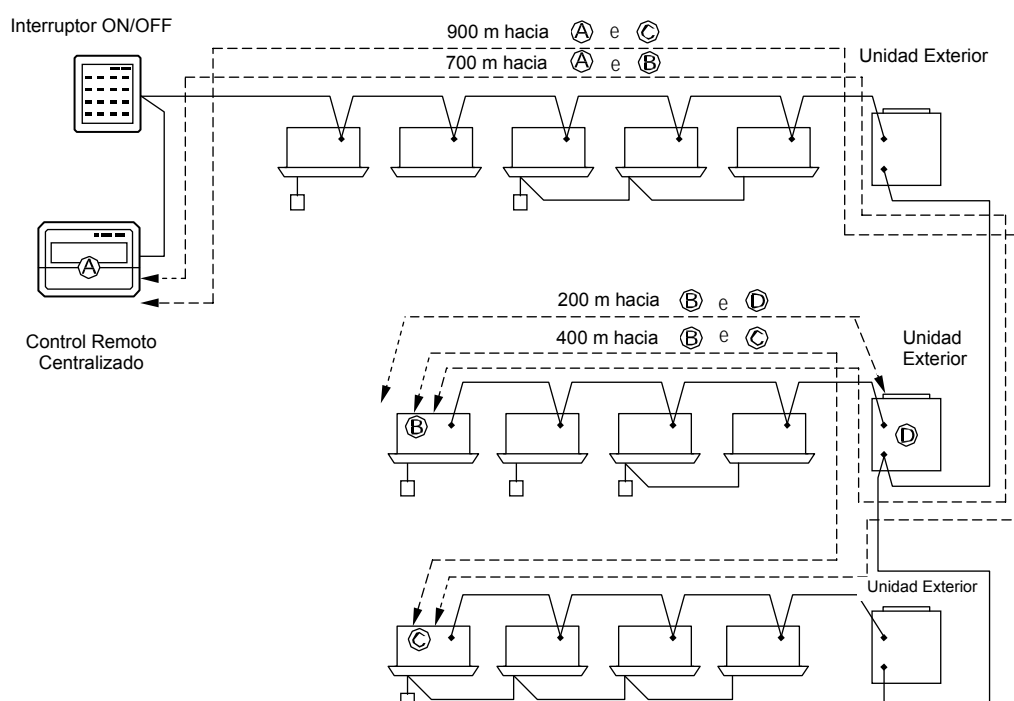 Interruptor ON/OFF
900 m hacia A e C
700 m hacia A e B
Unidad Exterior
A
Control Remoto
Centralizado
200 m hacia B e D
400 m hacia B e C
Unidad
Exterior
B
D
Unidad Exterior
C